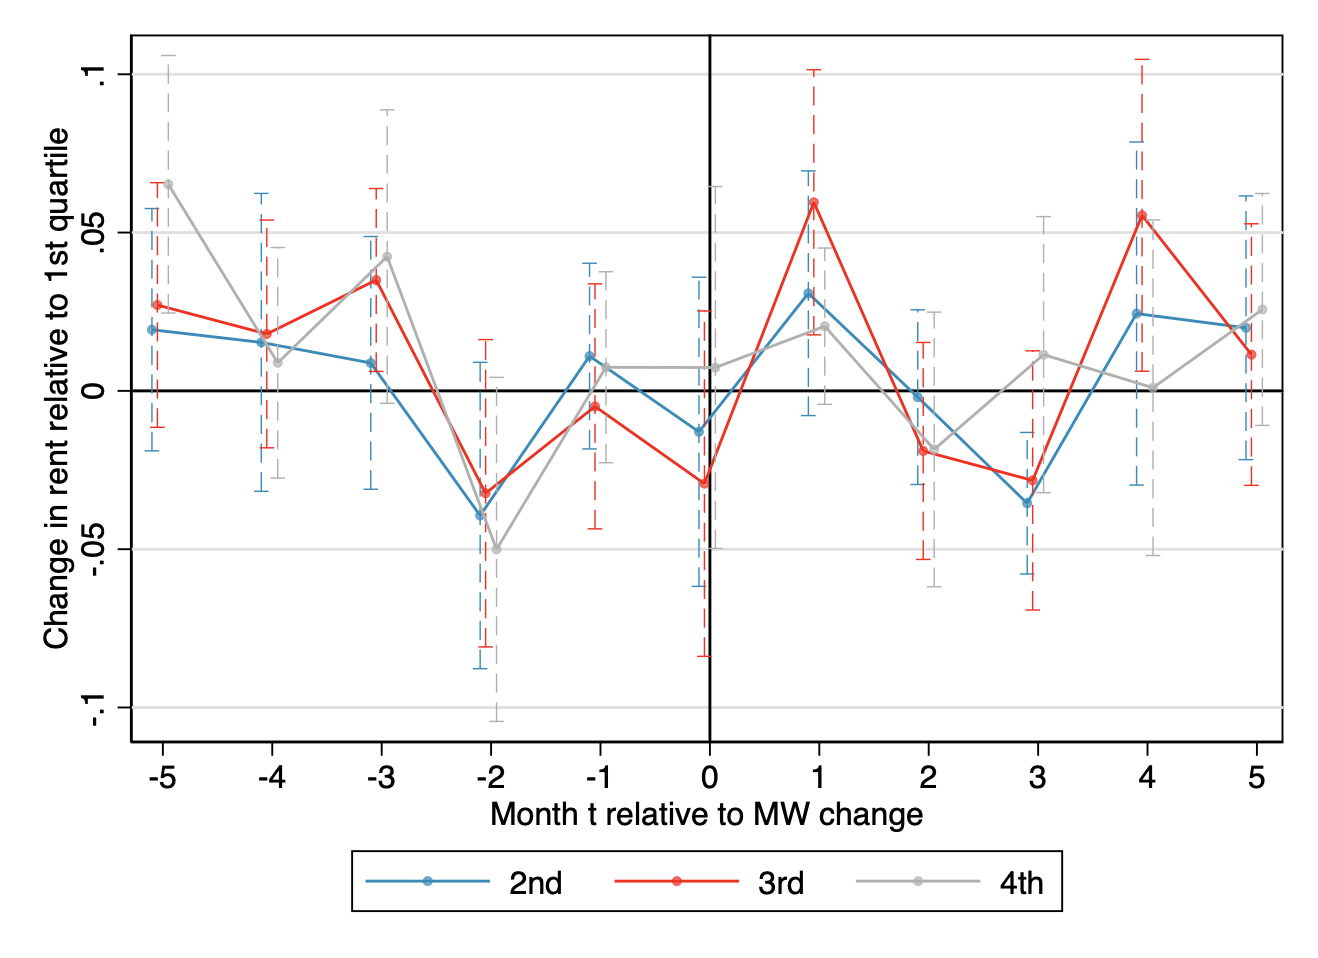 Change in rent relative to 1st quartile
.1
.05
0
-.05
-.1
-5 -4 -3 -2 -1 0 1 2 3 4 5
Month t relative to MW change
2nd 3rd 4th